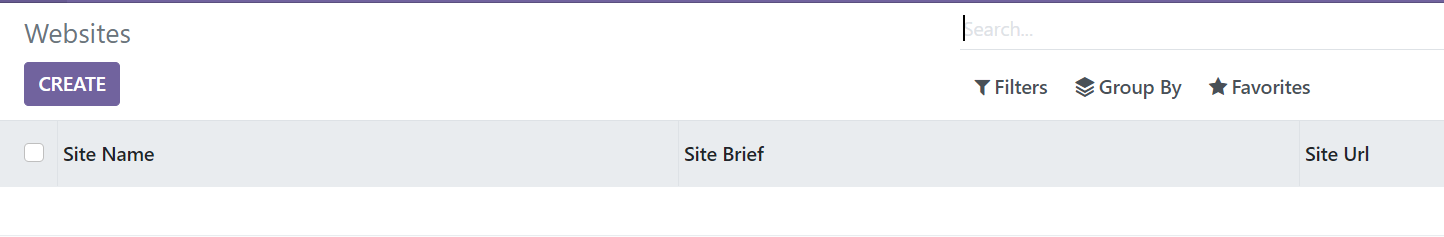 Websites
Search...
CREATE
Filters Group By Favorites
Site Name Site Brief Site Url